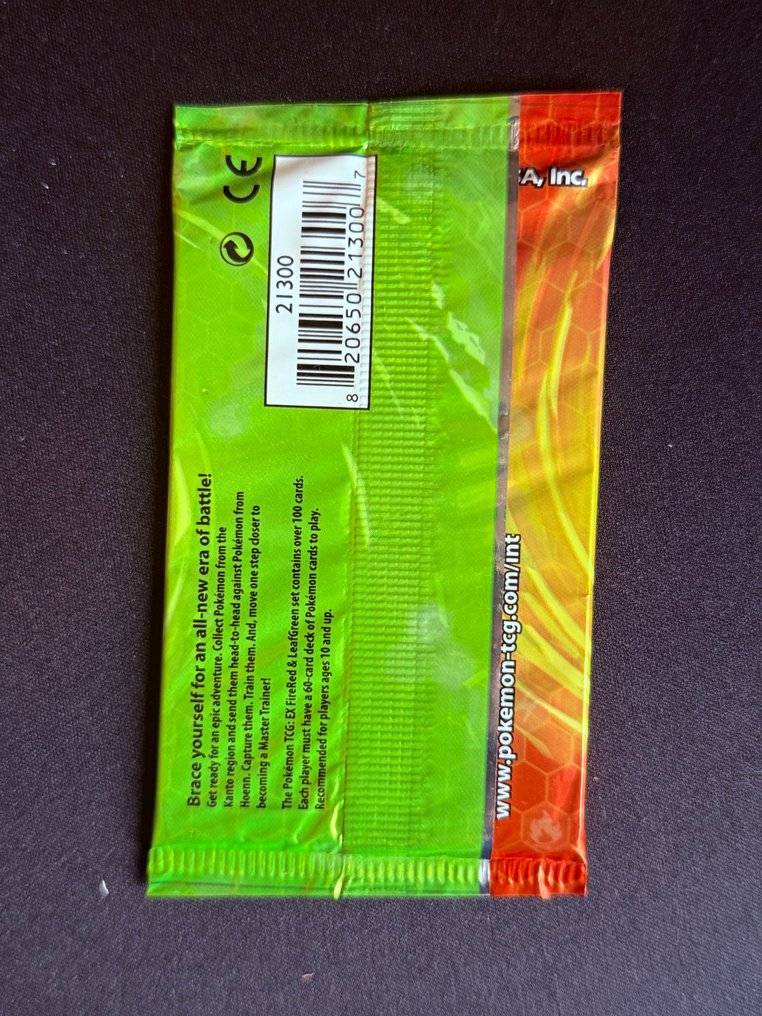 Brace yourself for an all-new era of battle!
Get ready for an epic adventure. Collect Pokémon from the
Kanto region and send them head-to-head against Pokémon from
Hoenn. Capture them. Train them. And, move one step closer to
becoming a Master Trainer!
The Pokémon TCG: EX FireRed & LeafGreen set contains over 100 cards.
Each player must have a 60-card deck of Pokémon cards to play.
Recommended for players ages 10 and up.
CE
21300
8 20650 21300 7
www.pokemon-tcg.com/int
SA, Inc.